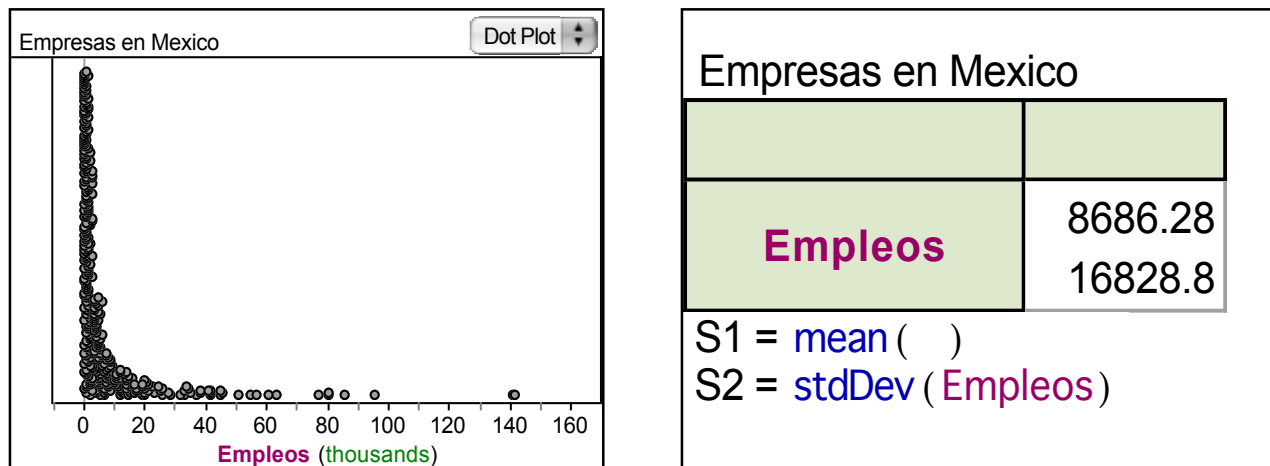 Empresas en Mexico
Dot Plot
0 20 40 60 80 100 120 140 160
Empleos (thousands)
Empresas en Mexico
Empleos
8686.28
16828.8
S1 = mean ( )
S2 = stdDev ( Empleos )